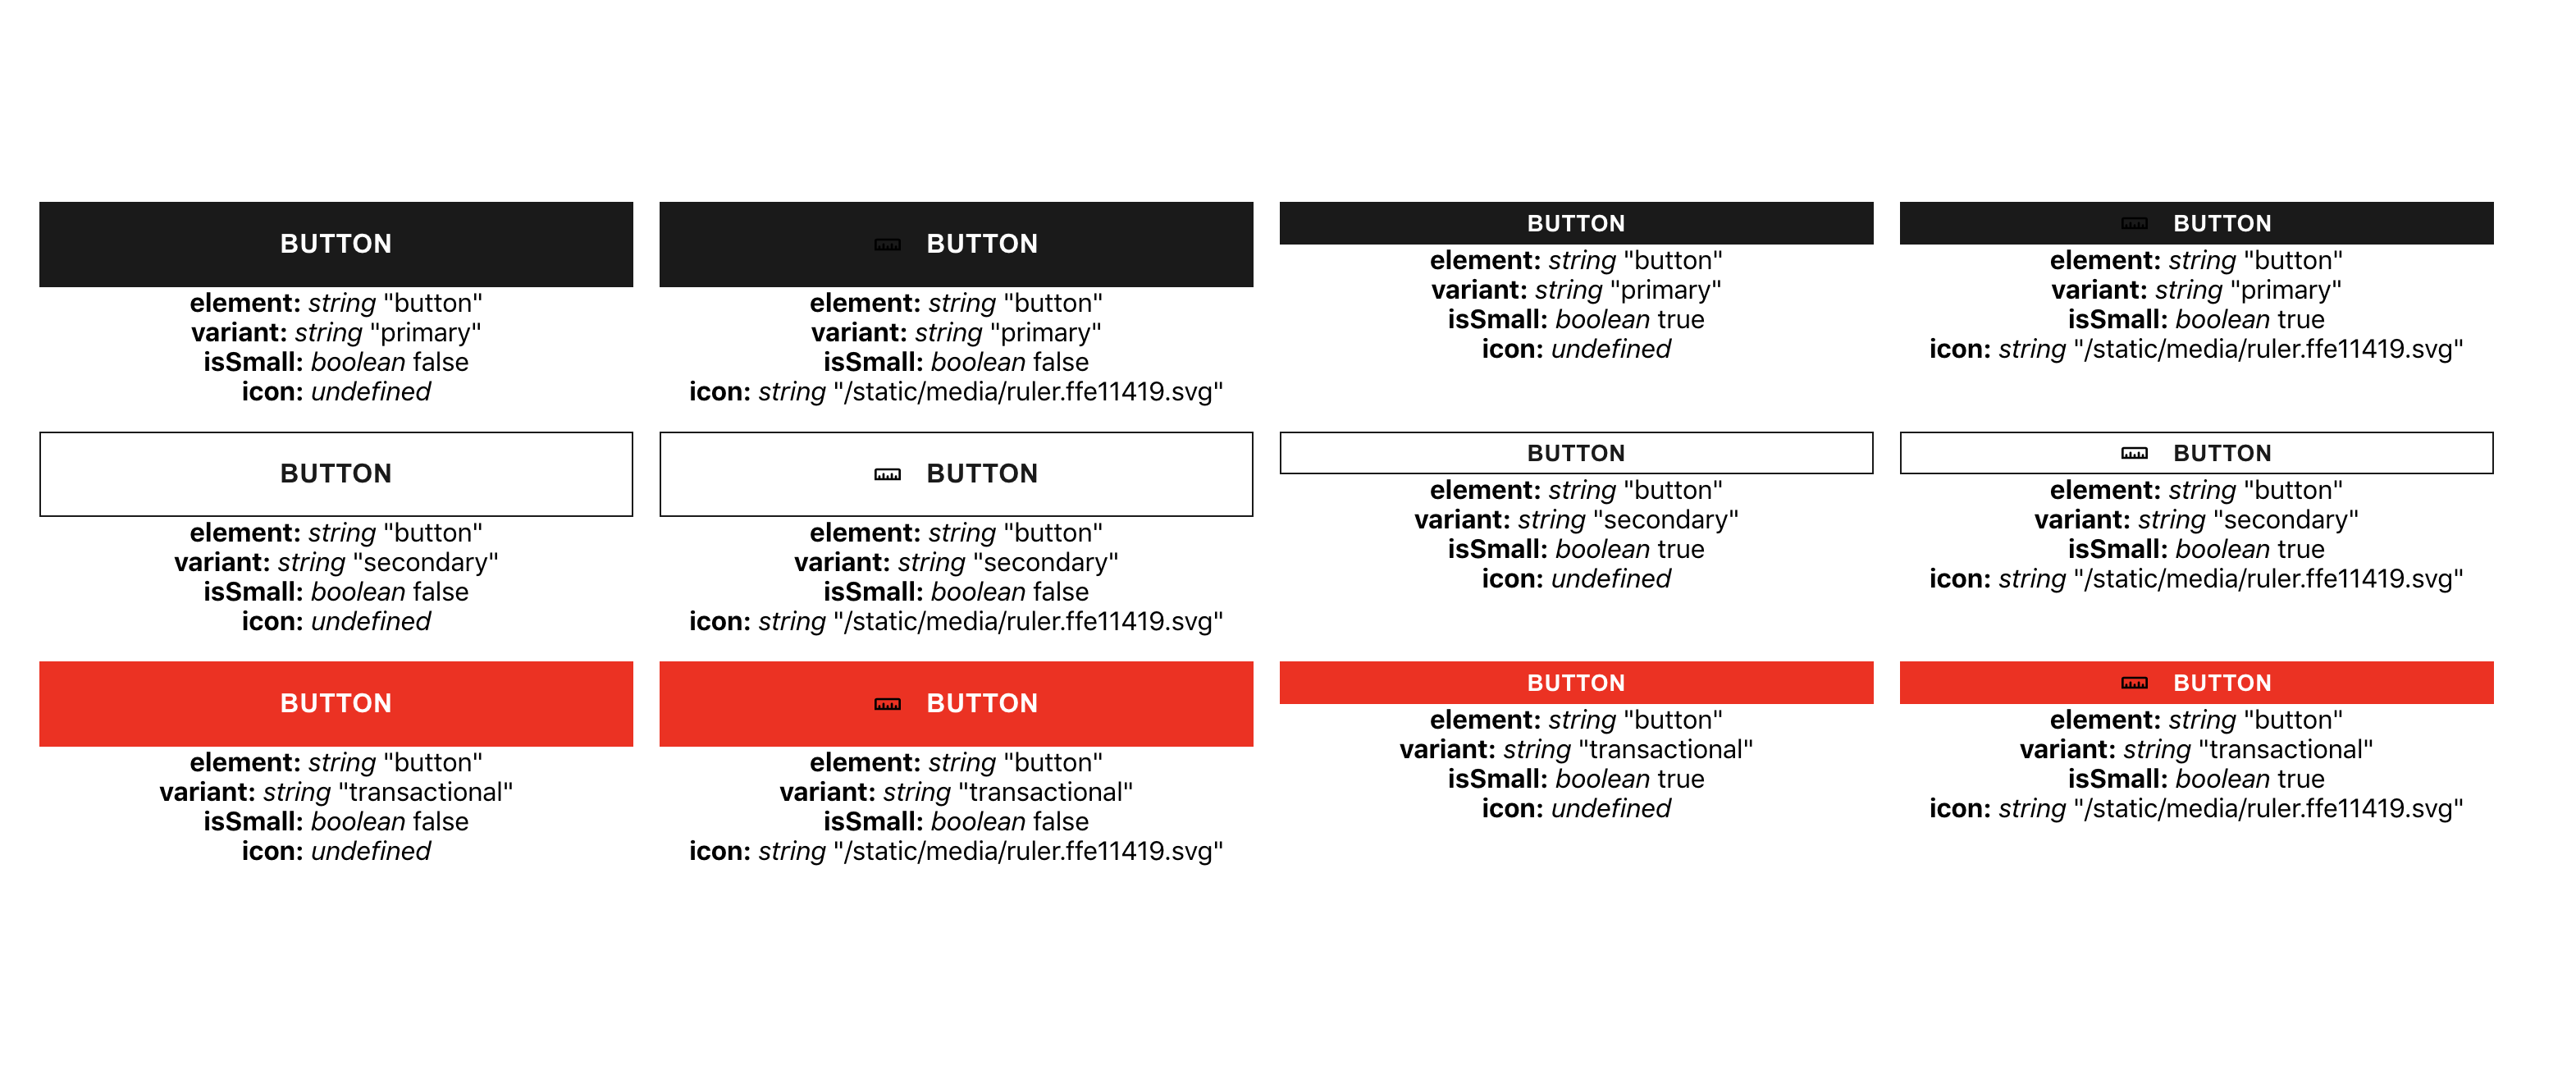 BUTTON
element: string "button"
variant: string "primary"
isSmall: boolean false
icon: undefined
BUTTON
element: string "button"
variant: string "primary"
isSmall: boolean false
icon: string "/static/media/ruler.ffe11419.svg"
BUTTON
element: string "button"
variant: string "primary"
isSmall: boolean true
icon: undefined
BUTTON
element: string "button"
variant: string "primary"
isSmall: boolean true
icon: string "/static/media/ruler.ffe11419.svg"
BUTTON
element: string "button"
variant: string "secondary"
isSmall: boolean false
icon: undefined
BUTTON
element: string "button"
variant: string "secondary"
isSmall: boolean false
icon: string "/static/media/ruler.ffe11419.svg"
BUTTON
element: string "button"
variant: string "secondary"
isSmall: boolean true
icon: undefined
BUTTON
element: string "button"
variant: string "secondary"
isSmall: boolean true
icon: string "/static/media/ruler.ffe11419.svg"
BUTTON
element: string "button"
variant: string "transactional"
isSmall: boolean false
icon: undefined
BUTTON
element: string "button"
variant: string "transactional"
isSmall: boolean false
icon: string "/static/media/ruler.ffe11419.svg"
BUTTON
element: string "button"
variant: string "transactional"
isSmall: boolean true
icon: undefined
BUTTON
element: string "button"
variant: string "transactional"
isSmall: boolean true
icon: string "/static/media/ruler.ffe11419.svg"